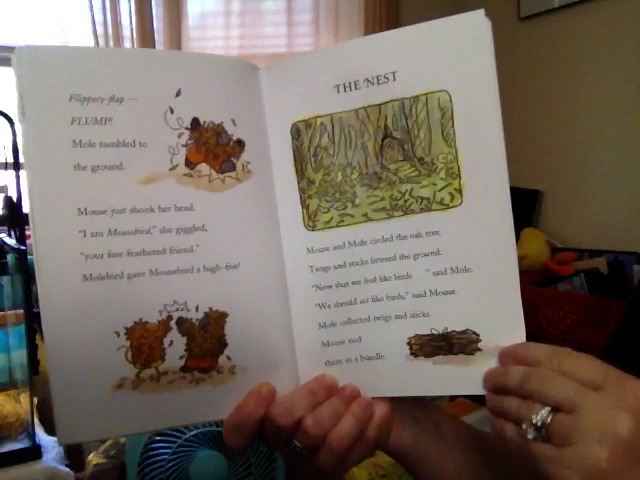 Flippety-flap —
FLUMP!
Mole tumbled to
the ground.
Mouse just shook her head.
"I am Mousebird," she giggled,
"your fine feathered friend."
Molebird gave Mousebird a high-five!
THE NEST
Mouse and Mole circled the oak tree.
Twigs and sticks littered the ground.
"Now that we look like birds . . ." said Mole.
"We should act like birds," said Mouse.
Mole collected twigs and sticks.
Mouse tied
them in a bundle.